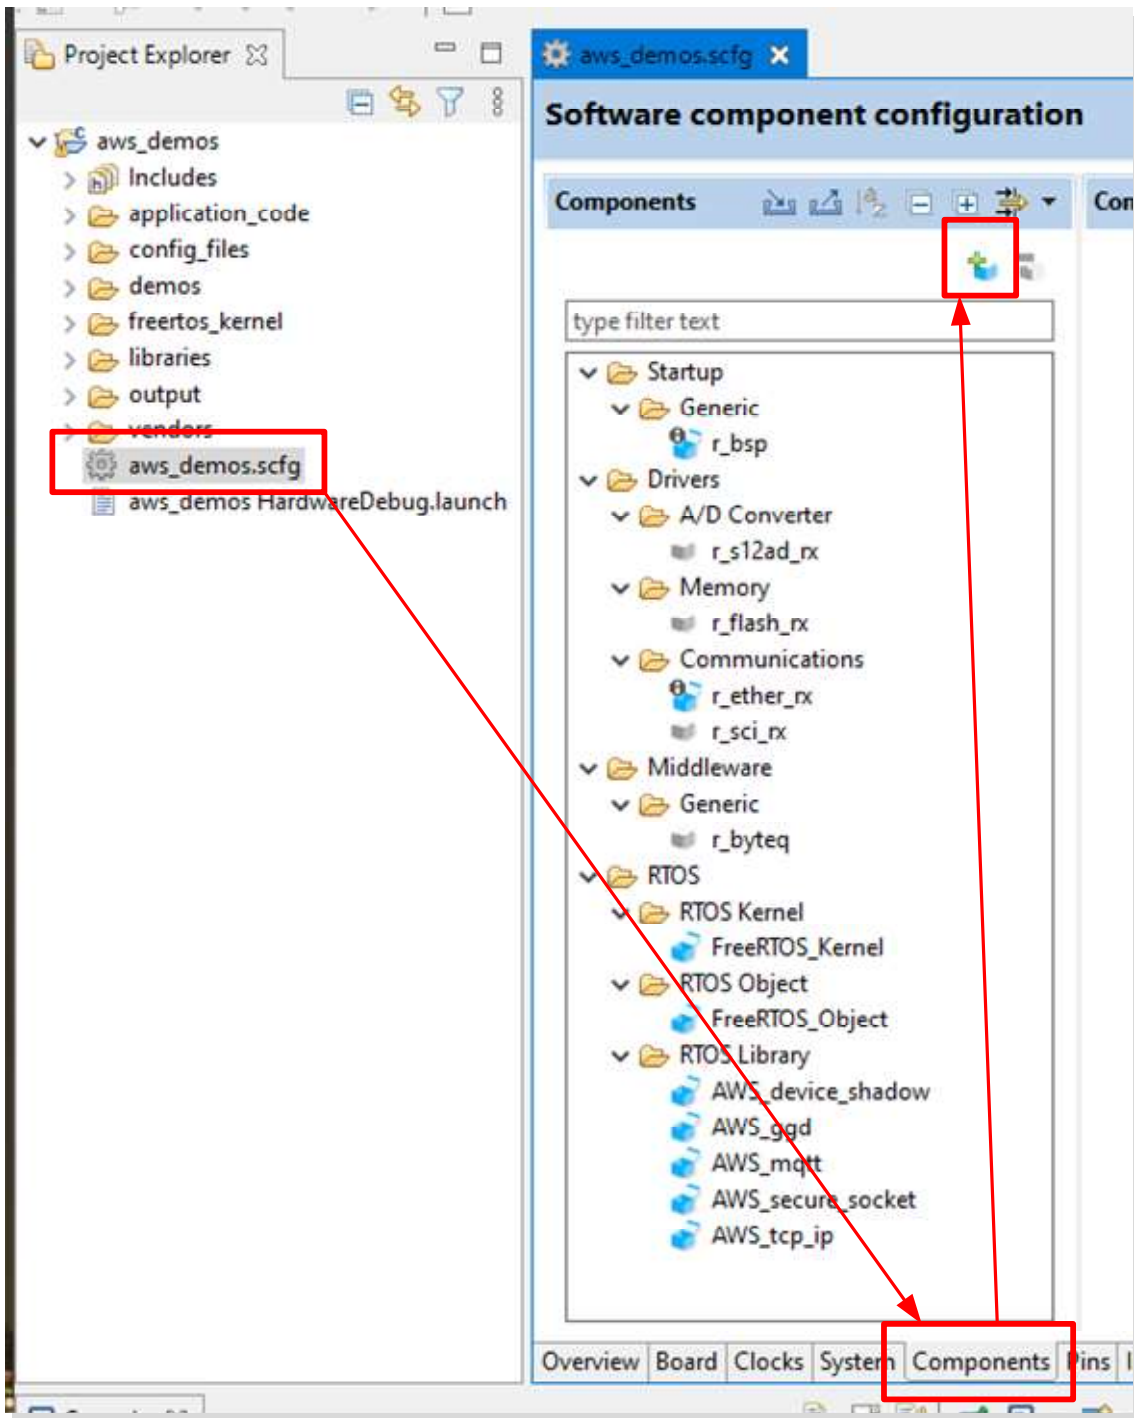 Project Explorer
aws_demos
Includes
application_code
config_files
demos
freertos_kernel
libraries
output
vendors
aws_demos.scfg
aws_demos HardwareDebug.launch
aws_demos.scfg
Software component configuration
Components
type filter text
Startup
Generic
r_bsp
Drivers
A/D Converter
r_s12ad_rx
Memory
r_flash_rx
Communications
r_ether_rx
r_sci_rx
Middleware
Generic
r_byteq
RTOS
RTOS Kernel
FreeRTOS_Kernel
RTOS Object
FreeRTOS_Object
RTOS Library
AWS_device_shadow
AWS_ggd
AWS_mqtt
AWS_secure_socket
AWS_tcp_ip
Overview Board Clocks System Components Pins